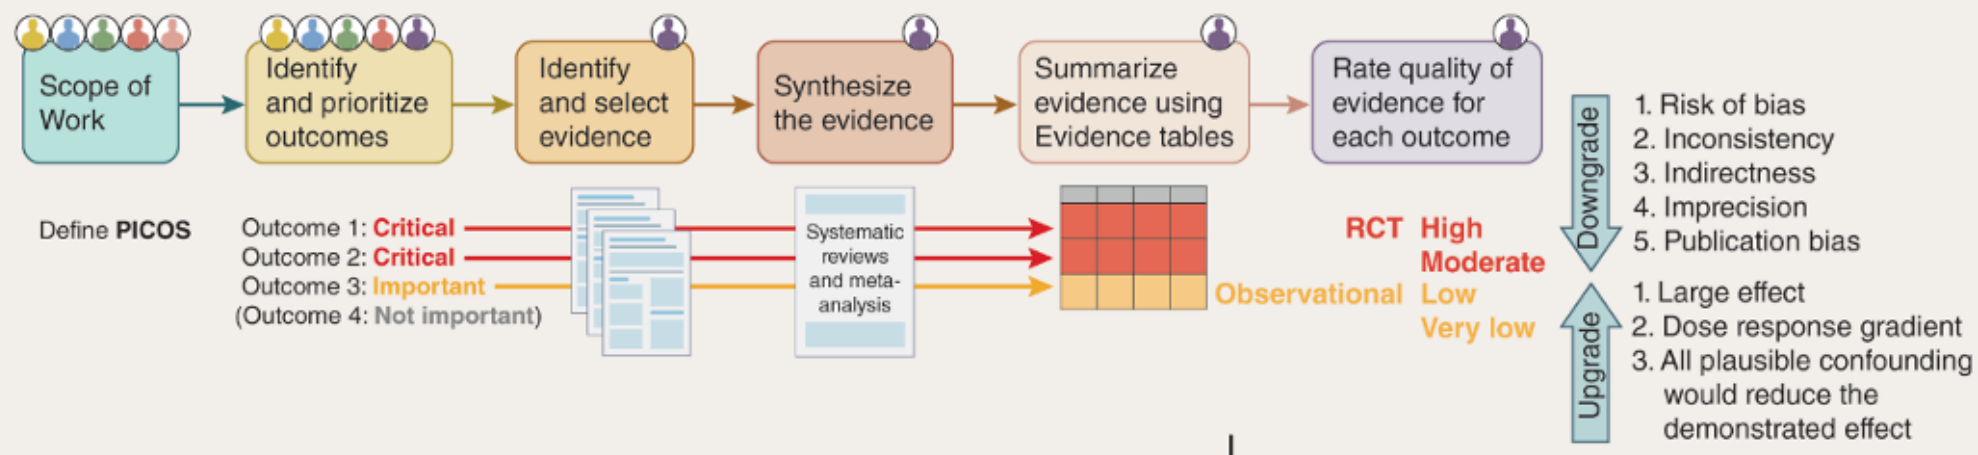 Scope of
Work
Identify
and prioritize
outcomes
Identify
and select
evidence
Synthesize
the evidence
Summarize
evidence using
Evidence tables
Rate quality of
evidence for
each outcome
Define PICOS
Outcome 1: Critical
Outcome 2: Critical
Outcome 3: Important
(Outcome 4: Not important)
Systematic
reviews
and meta-
analysis
RCT High
Moderate
Observational Low
Very low
Downgrade
1. Risk of bias
2. Inconsistency
3. Indirectness
4. Imprecision
5. Publication bias
Upgrade
1. Large effect
2. Dose response gradient
3. All plausible confounding
would reduce the
demonstrated effect